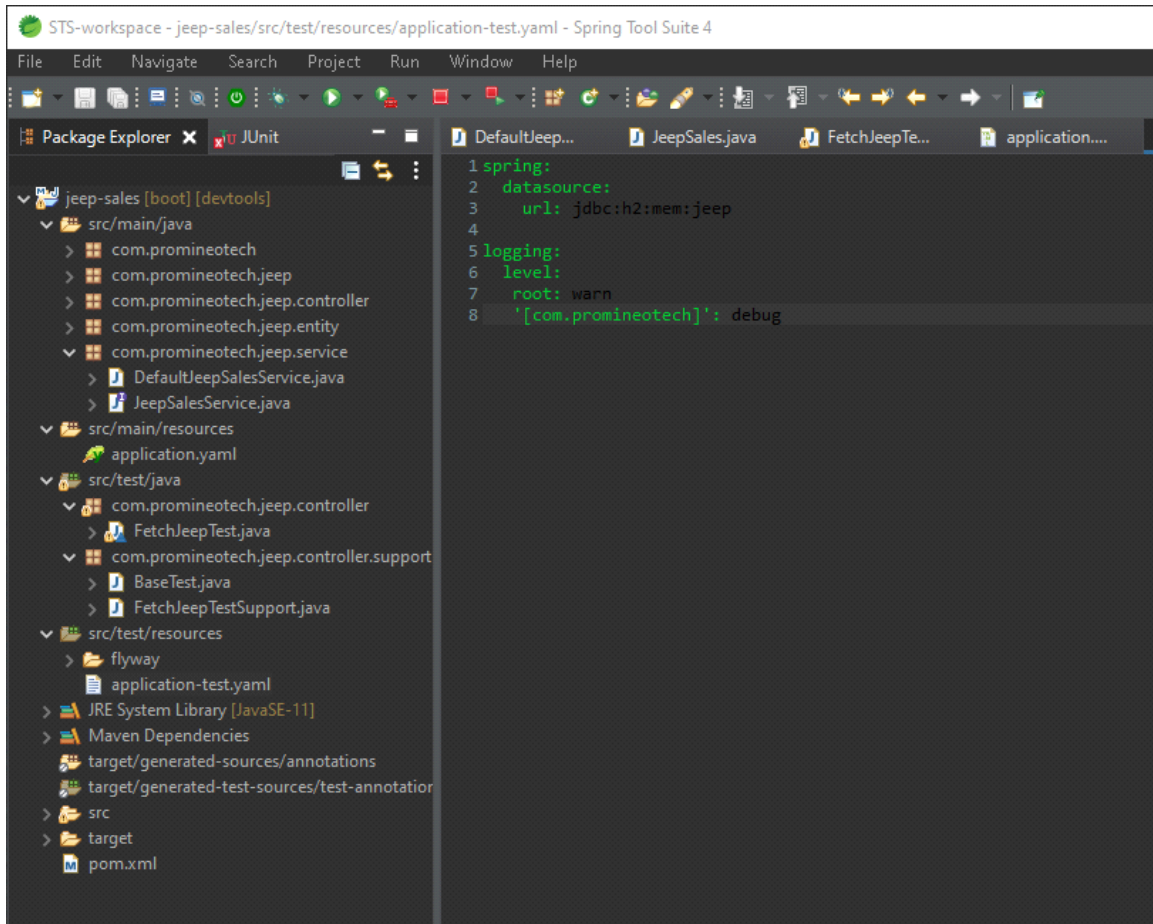 STS-workspace - jeep-sales/src/test/resources/application-test.yaml - Spring Tool Suite 4
File Edit Navigate Search Project Run Window Help
Package Explorer JUnit
DefaultJeep... JeepSales.java FetchJeepTe... application....
jeep-sales [boot] [devtools]
src/main/java
com.promineotech
com.promineotech.jeep
com.promineotech.jeep.controller
com.promineotech.jeep.entity
com.promineotech.jeep.service
DefaultJeepSalesService.java
JeepSalesService.java
src/main/resources
application.yaml
src/test/java
com.promineotech.jeep.controller
FetchJeepTest.java
com.promineotech.jeep.controller.support
BaseTest.java
FetchJeepTestSupport.java
src/test/resources
flyway
application-test.yaml
JRE System Library [JavaSE-11]
Maven Dependencies
target/generated-sources/annotations
target/generated-test-sources/test-annotation
src
target
pom.xml
1 spring:
2 datasource:
3 url: jdbc:h2:mem:jeep
4
5 logging:
6 level:
7 root: warn
8 '[com.promineotech]': debug